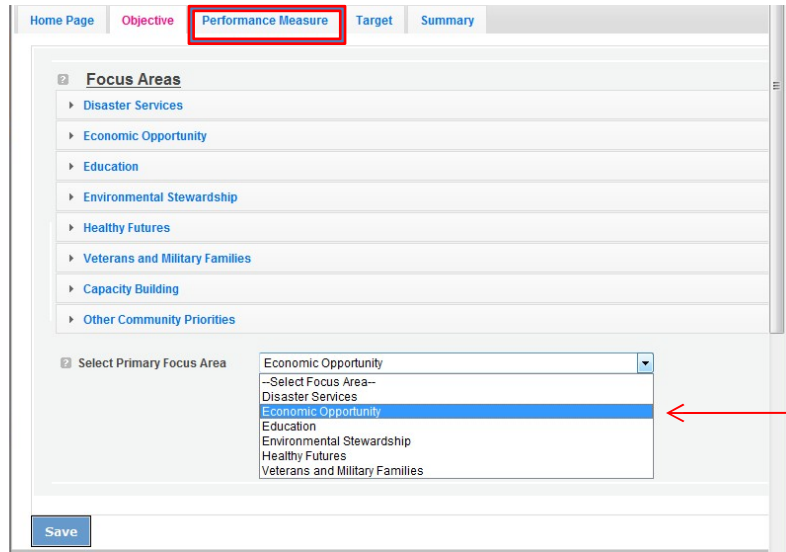 Home Page Objective Performance Measure Target Summary
Focus Areas
Disaster Services
Economic Opportunity
Education
Environmental Stewardship
Healthy Futures
Veterans and Military Families
Capacity Building
Other Community Priorities
Select Primary Focus Area Economic Opportunity
--Select Focus Area--
Disaster Services
Economic Opportunity
Education
Environmental Stewardship
Healthy Futures
Veterans and Military Families
Save